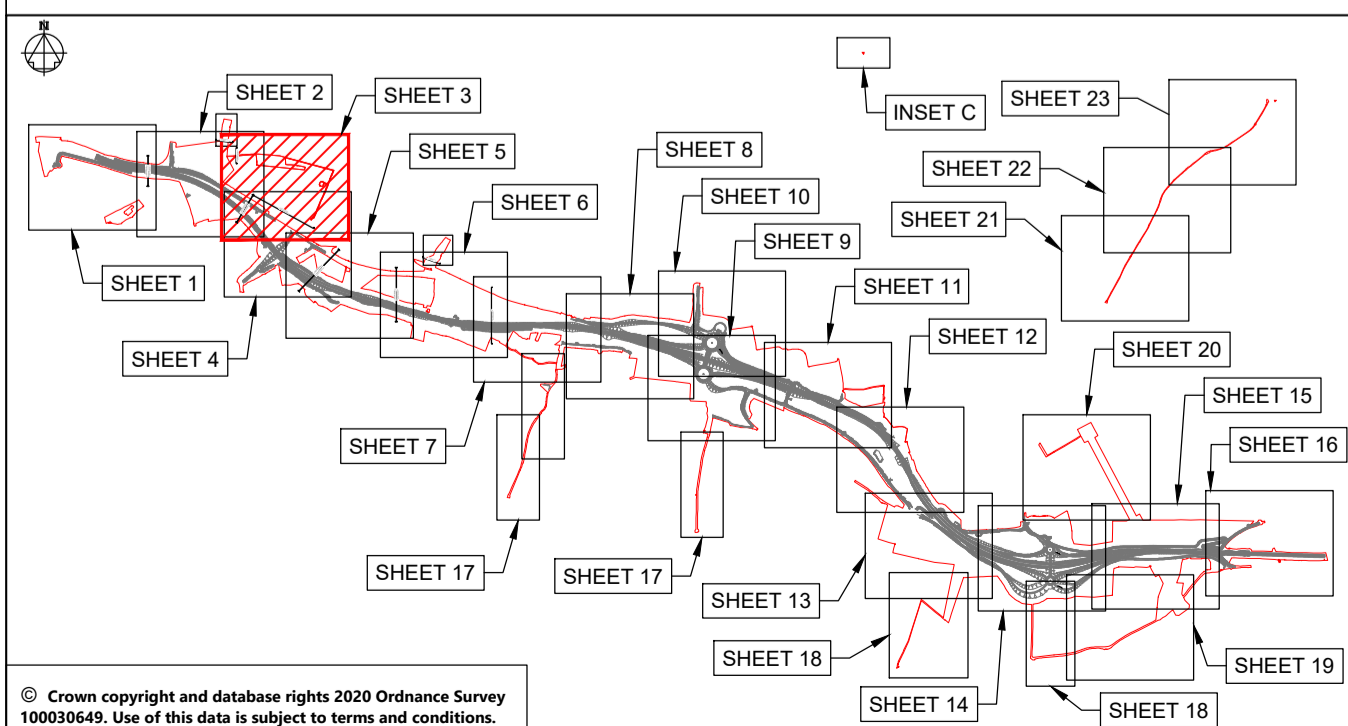 N
SHEET 2
SHEET 3
INSET C
SHEET 23
SHEET 5
SHEET 8
SHEET 22
SHEET 10
SHEET 6
SHEET 21
SHEET 9
SHEET 1
SHEET 11
SHEET 12
SHEET 4
SHEET 20
SHEET 15
SHEET 7
SHEET 16
SHEET 17
SHEET 17
SHEET 13
SHEET 18
SHEET 19
SHEET 14
SHEET 18
© Crown copyright and database rights 2020 Ordnance Survey
100030649. Use of this data is subject to terms and conditions.